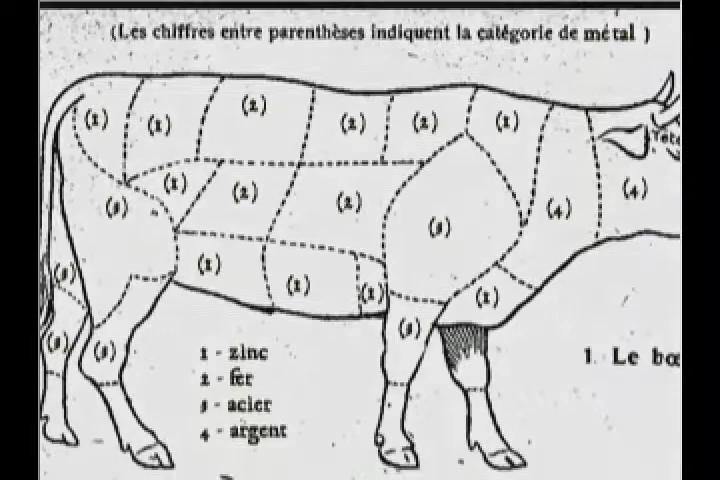 (Les chiffres entre parenthèses indiquent la catégorie de métal )
(1) (1) (2) (2) (2) (1) Tête
(1) (2) (2) (4) (4)
(3) (3)
(1) (1) (1) (1)
(3) (3)
(3) (3)
1 - zinc
2 - fer
3 - acier
4 - argent
1. Le bœ